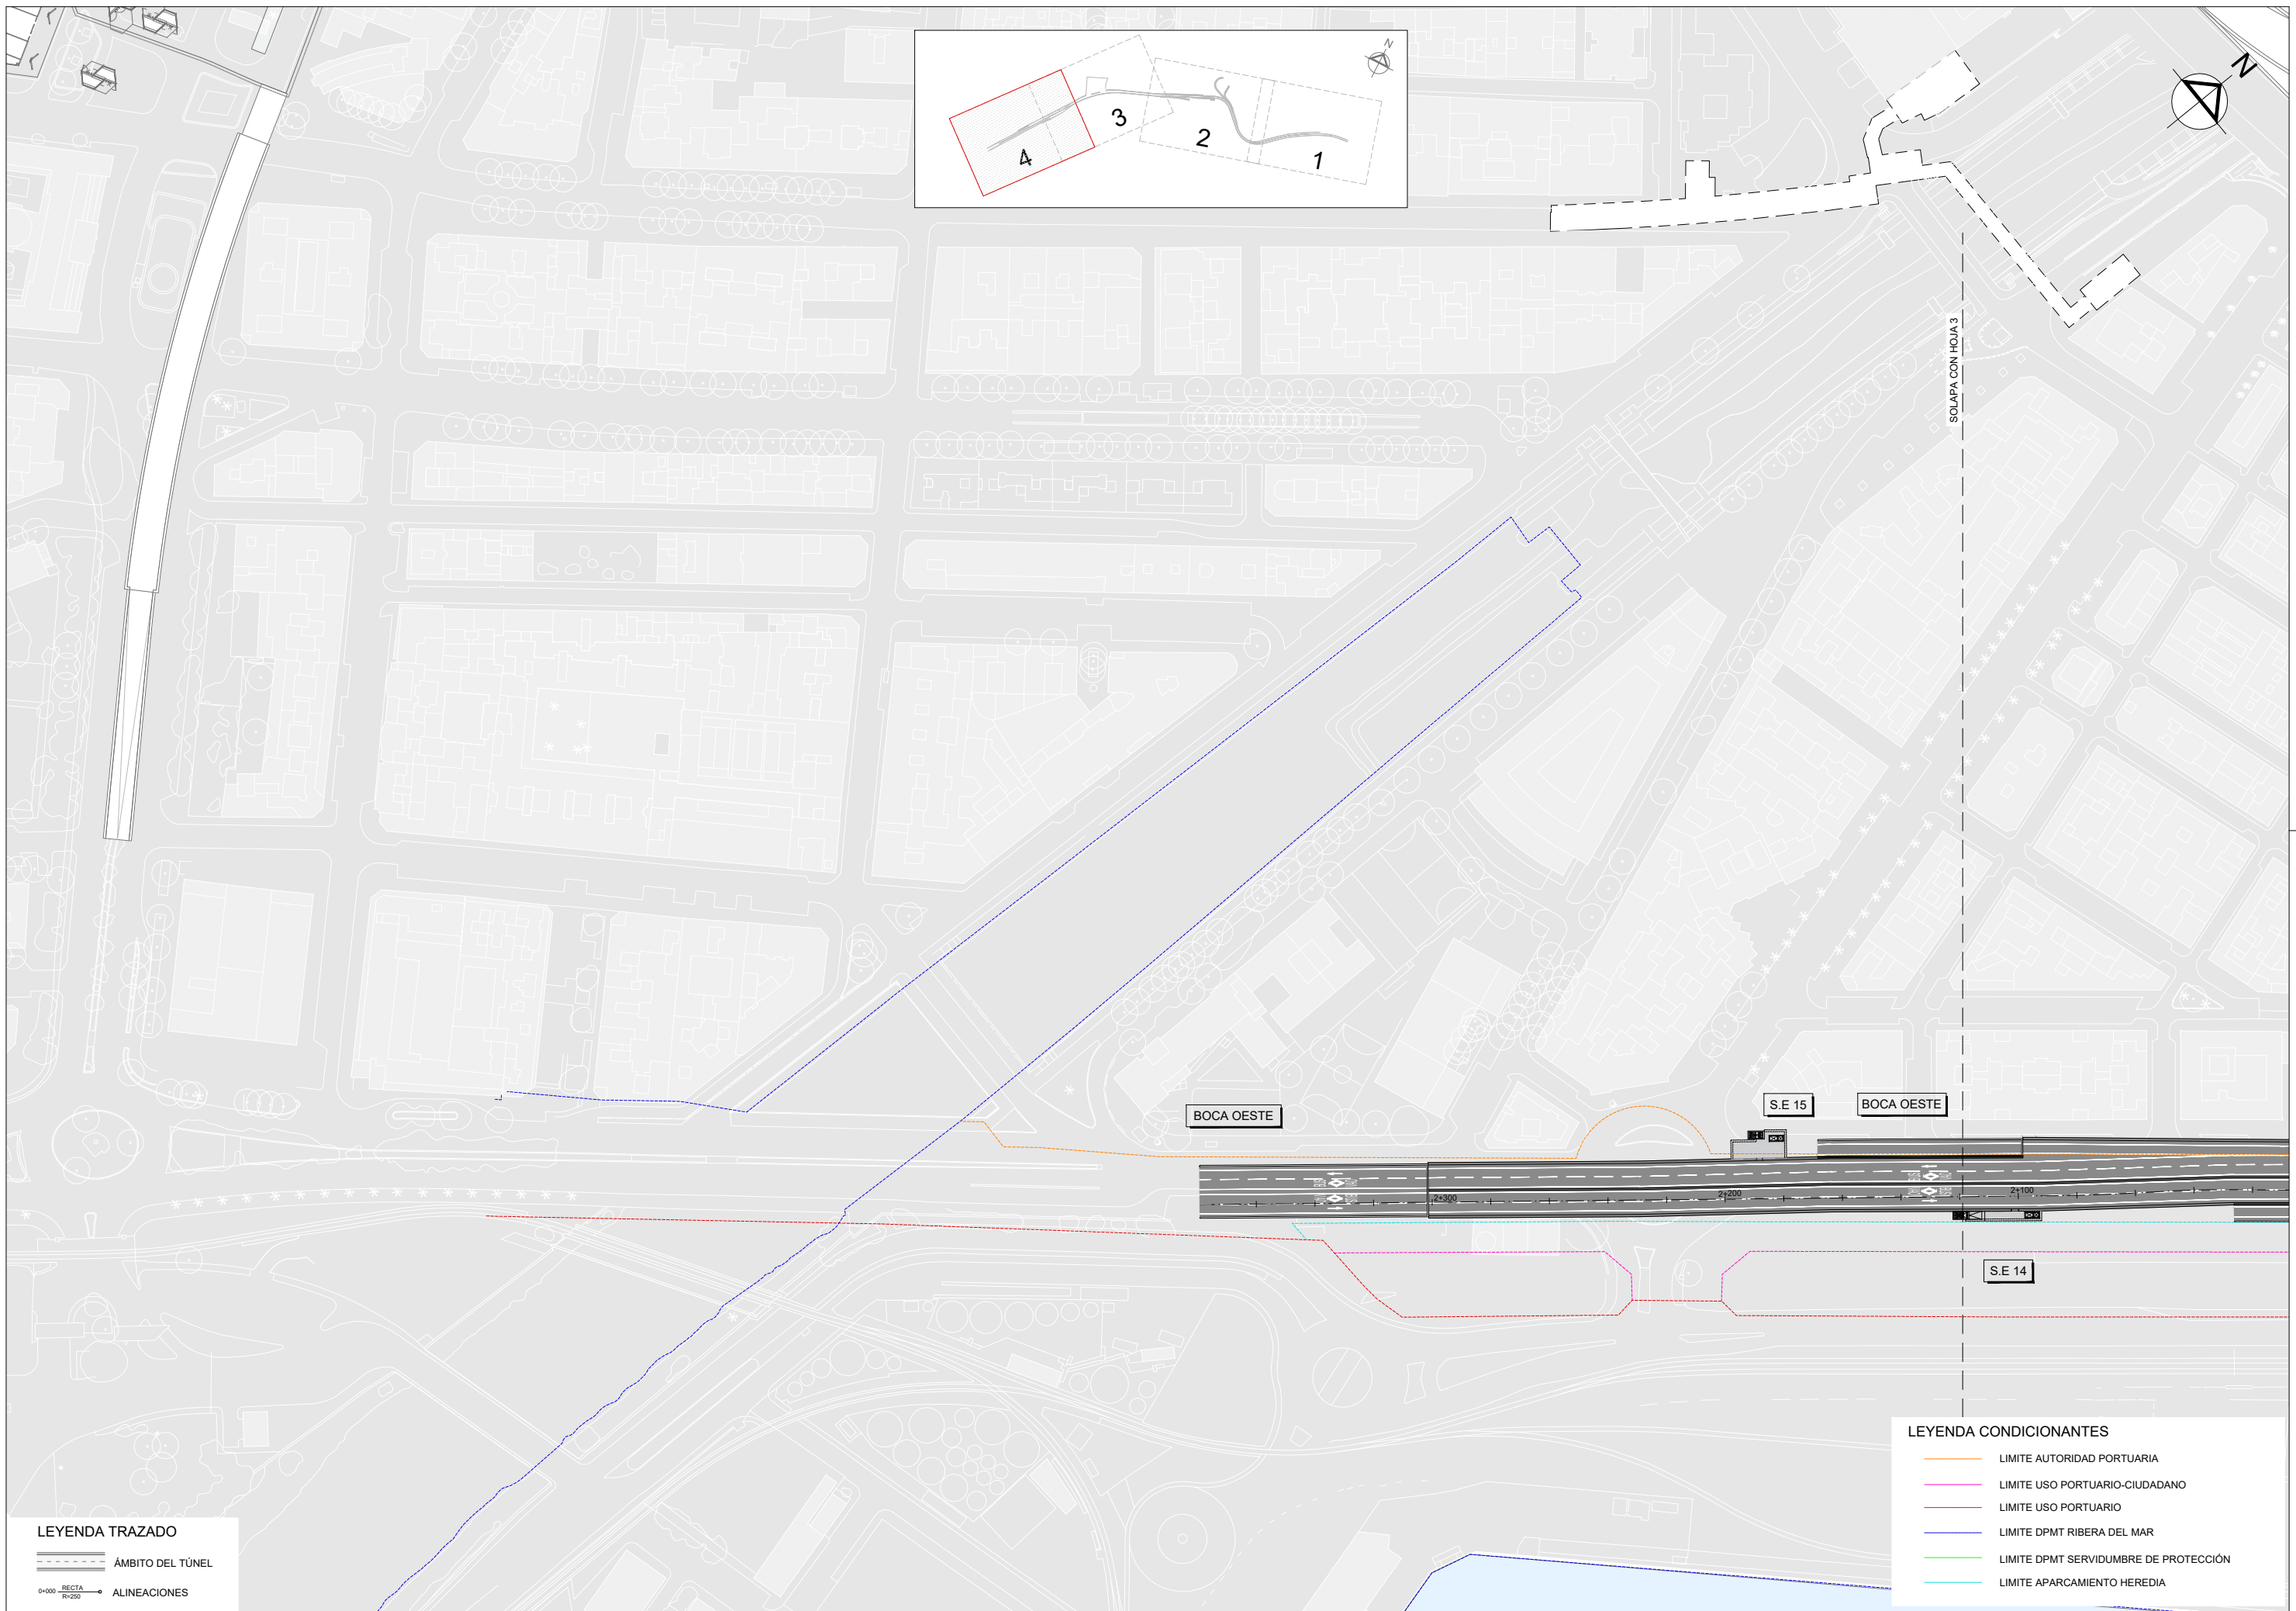 N
4
3
2
1
N
SOLAPA CON HOJA 3
BOCA OESTE
S.E 15
BOCA OESTE
2+300
2+200
2+100
S.E 14
LEYENDA TRAZADO
ÁMBITO DEL TÚNEL
0+000 RECTA
R=250
ALINEACIONES
LEYENDA CONDICIONANTES
LIMITE AUTORIDAD PORTUARIA
LIMITE USO PORTUARIO-CIUDADANO
LIMITE USO PORTUARIO
LIMITE DPMT RIBERA DEL MAR
LIMITE DPMT SERVIDUMBRE DE PROTECCIÓN
LIMITE APARCAMIENTO HEREDIA